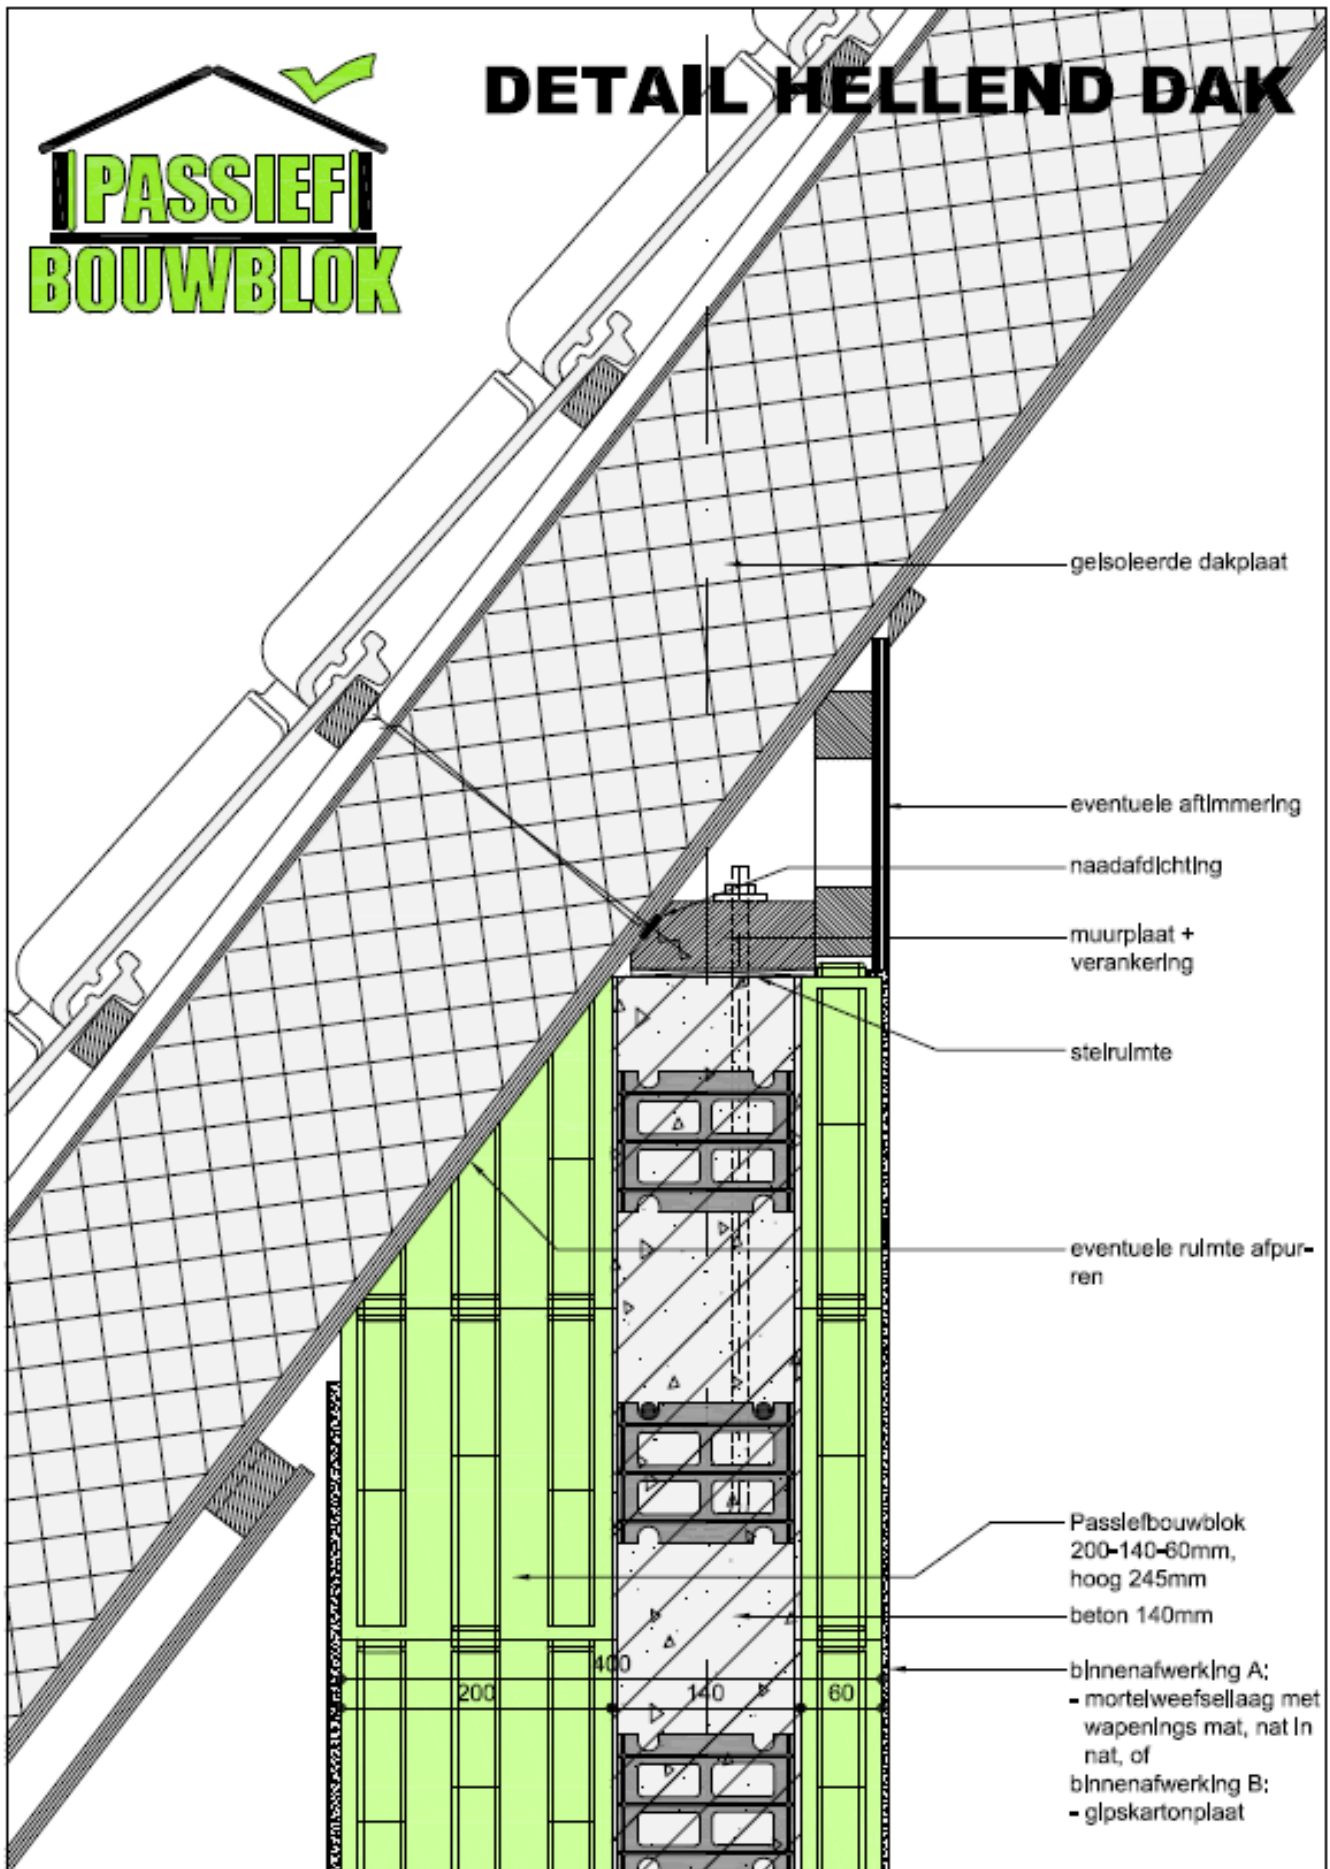 DETAIL HELLEND DAK
PASSIEF
BOUWBLOK
geïsoleerde dakplaat
eventuele aftimmering
naadafdichting
muurplaat +
verankering
stelruimte
eventuele ruimte afpur-
ren
Passiefbouwblok
200-140-60mm,
hoog 245mm
beton 140mm
binnenafwerking A:
- mortelweefsellaag met
wapenings mat, nat in
nat, of
binnenafwerking B:
- gipskartonplaat
400
200 140 60